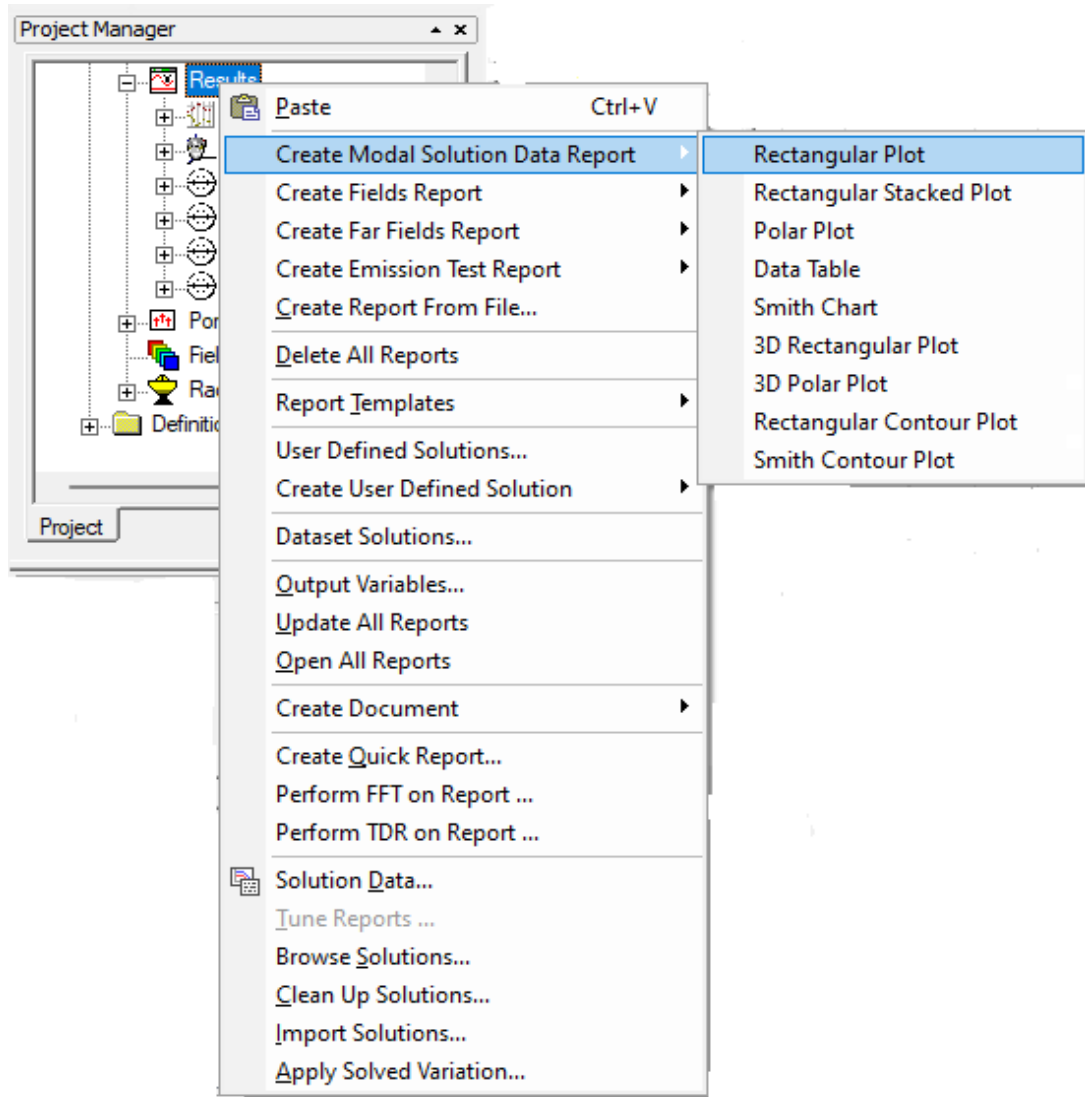 Project Manager
Results
Paste Ctrl+V
Create Modal Solution Data Report
Create Fields Report
Create Far Fields Report
Create Emission Test Report
Create Report From File...
Delete All Reports
Report Templates
User Defined Solutions...
Create User Defined Solution
Dataset Solutions...
Output Variables...
Update All Reports
Open All Reports
Create Document
Create Quick Report...
Perform FFT on Report ...
Perform TDR on Report ...
Solution Data...
Tune Reports ...
Browse Solutions...
Clean Up Solutions...
Import Solutions...
Apply Solved Variation...
Rectangular Plot
Rectangular Stacked Plot
Polar Plot
Data Table
Smith Chart
3D Rectangular Plot
3D Polar Plot
Rectangular Contour Plot
Smith Contour Plot
Por
Fiel
Rad
Definitio
Project